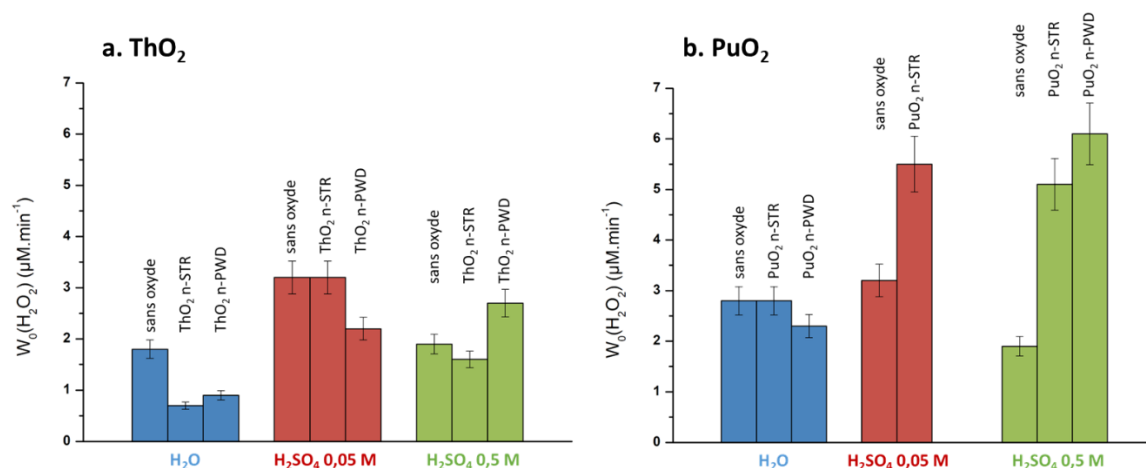 a. ThO₂
W₀(H₂O₂) (µM.min⁻¹)
7
6
5
4
3
2
1
0
sans oxyde
ThO₂ n-STR
ThO₂ n-PWD
sans oxyde
ThO₂ n-STR
ThO₂ n-PWD
sans oxyde
ThO₂ n-STR
ThO₂ n-PWD
H₂O
H₂SO₄ 0,05 M
H₂SO₄ 0,5 M
b. PuO₂
W₀(H₂O₂) (µM.min⁻¹)
7
6
5
4
3
2
1
0
sans oxyde
PuO₂ n-STR
PuO₂ n-PWD
sans oxyde
PuO₂ n-STR
sans oxyde
PuO₂ n-STR
PuO₂ n-PWD
H₂O
H₂SO₄ 0,05 M
H₂SO₄ 0,5 M